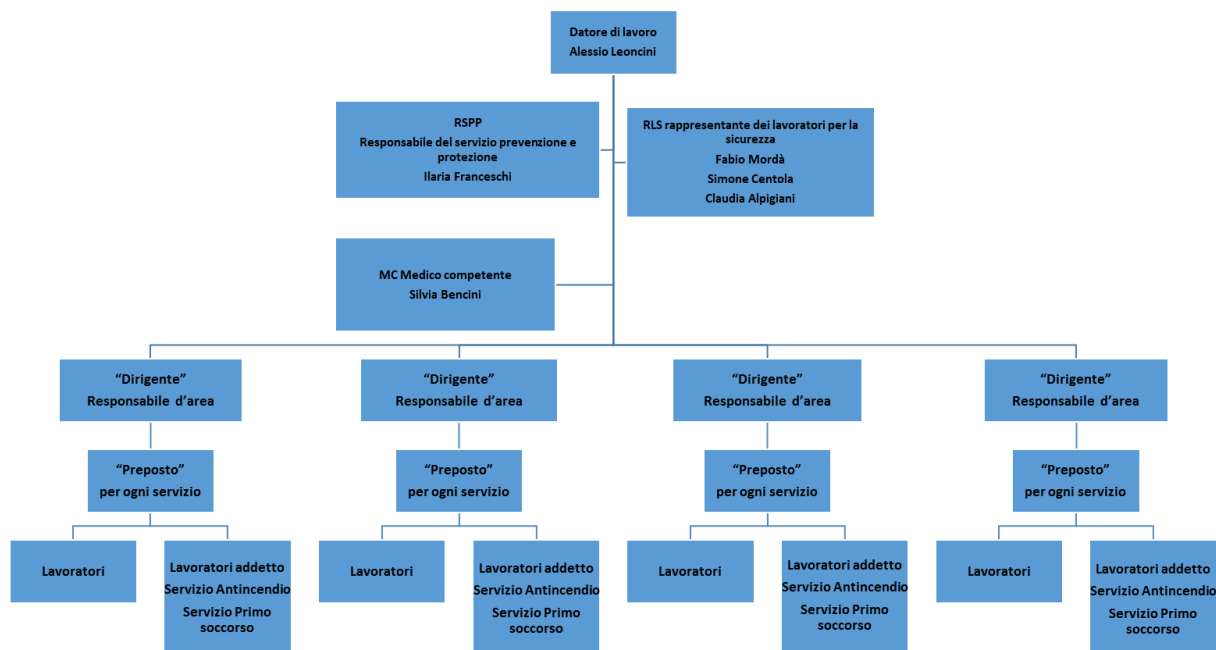 Datore di lavoro
Alessio Leoncini
RSPP
Responsabile del servizio prevenzione e
protezione
Ilaria Franceschi
RLS rappresentante dei lavoratori per la
sicurezza
Fabio Mordà
Simone Centola
Claudia Alpigiani
MC Medico competente
Silvia Bencini
“Dirigente”
Responsabile d’area
“Dirigente”
Responsabile d’area
“Dirigente”
Responsabile d’area
“Dirigente”
Responsabile d’area
“Preposto”
per ogni servizio
“Preposto”
per ogni servizio
“Preposto”
per ogni servizio
“Preposto”
per ogni servizio
Lavoratori
Lavoratori addetto
Servizio Antincendio
Servizio Primo
soccorso
Lavoratori
Lavoratori addetto
Servizio Antincendio
Servizio Primo
soccorso
Lavoratori
Lavoratori addetto
Servizio Antincendio
Servizio Primo
soccorso
Lavoratori
Lavoratori addetto
Servizio Antincendio
Servizio Primo
soccorso